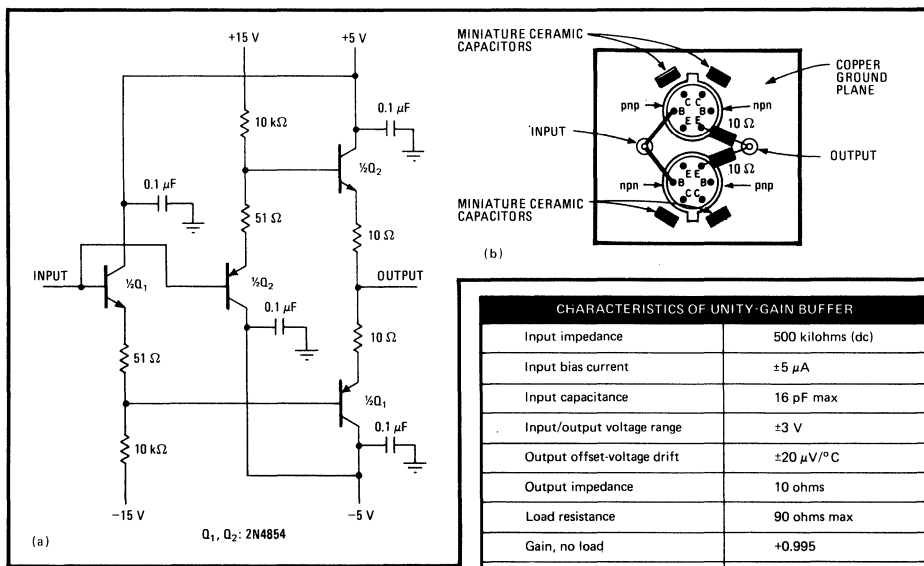 +15 V
+5 V
10 kΩ
0.1 µF
½Q2
0.1 µF
51 Ω
10 Ω
INPUT
½Q1
½Q2
OUTPUT
0.1 µF
10 Ω
51 Ω
½Q1
0.1 µF
10 kΩ
−15 V
−5 V
(a)
Q1, Q2: 2N4854
MINIATURE CERAMIC
CAPACITORS
COPPER
GROUND
PLANE
pnp
C C
B B
E E
npn
10 Ω
INPUT
OUTPUT
10 Ω
E E
npn
B B
pnp
C C
MINIATURE CERAMIC
CAPACITORS
(b)
CHARACTERISTICS OF UNITY-GAIN BUFFER
Input impedance 500 kilohms (dc)
Input bias current ±5 µA
Input capacitance 16 pF max
Input/output voltage range ±3 V
Output offset-voltage drift ±20 µV/°C
Output impedance 10 ohms
Load resistance 90 ohms max
Gain, no load +0.995